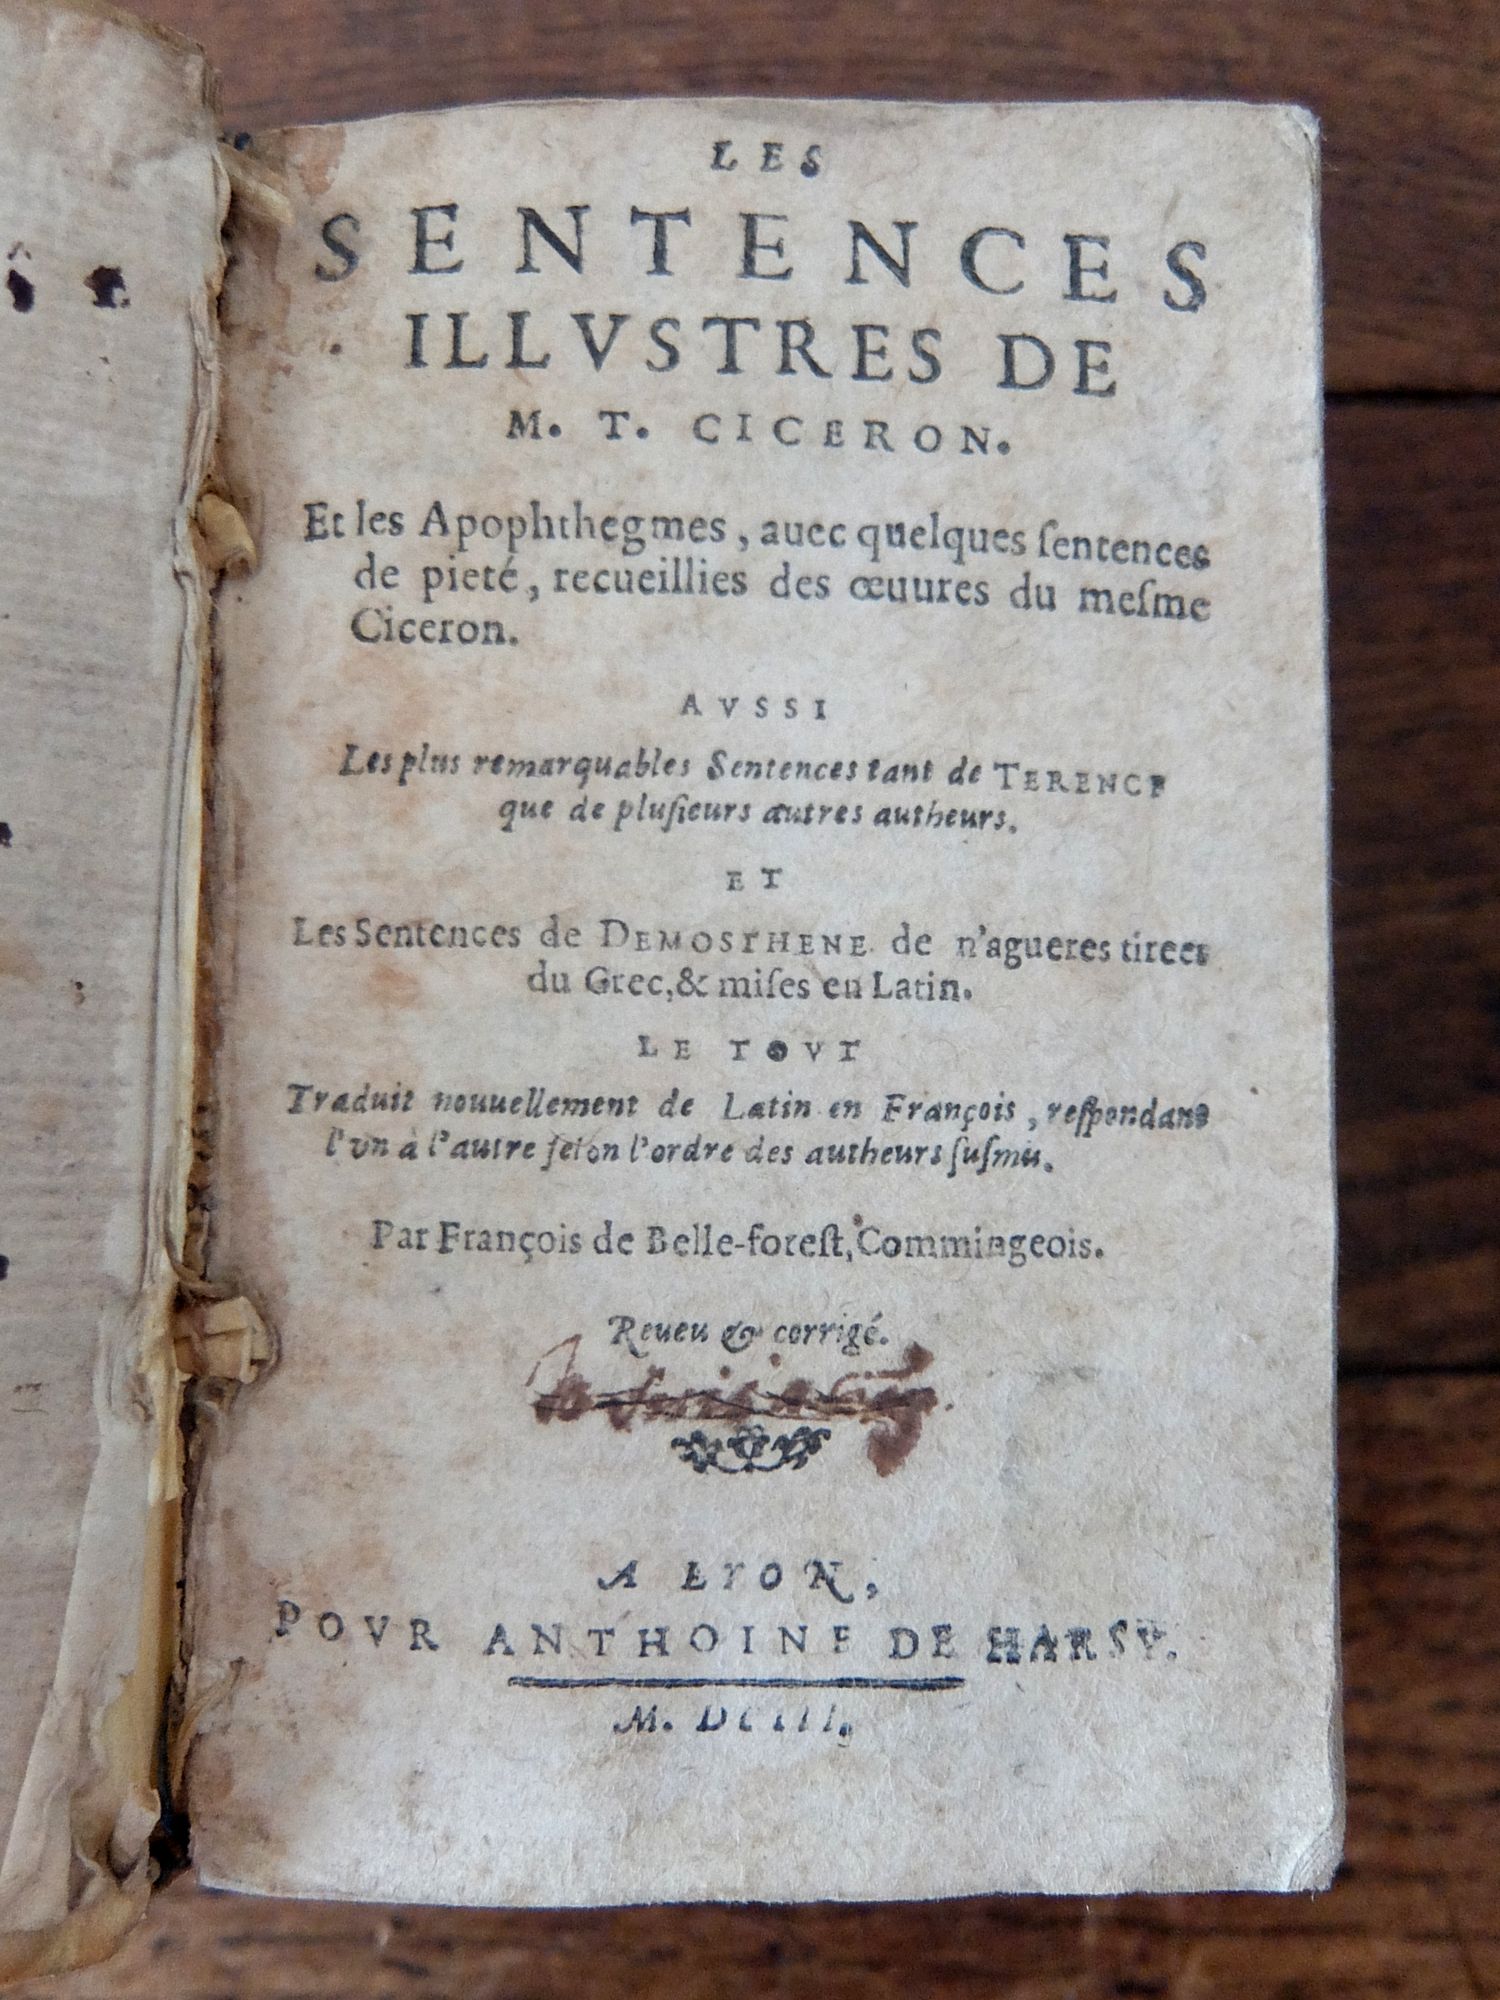 LES
SENTENCES
ILLVSTRES DE
M. T. CICERON.
Et les Apophthegmes, auec quelques ſentences
de pieté, recueillies des œuures du meſme
Ciceron.
AVSSI
Les plus remarquables Sentences tant de TERENCE
que de pluſieurs autres autheurs.
ET
Les Sentences de DEMOSTHENE de n'agueres tirees
du Grec, & miſes en Latin.
LE TOVT
Traduit nouuellement de Latin en François, reſpondans
l'vn à l'autre ſelon l'ordre des autheurs ſuſmis.
Par François de Belle-foreſt, Commingeois.
Reueu & corrigé.
A LYON,
POVR ANTHOINE DE HARSY.
M. DCIII.